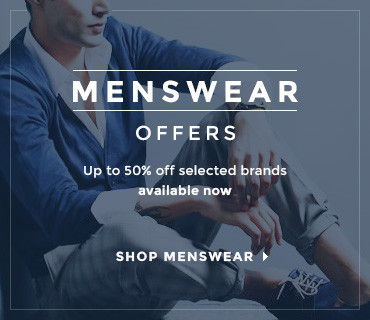 MENSWEAR
OFFERS
Up to 50% off selected brands
available now
SHOP MENSWEAR